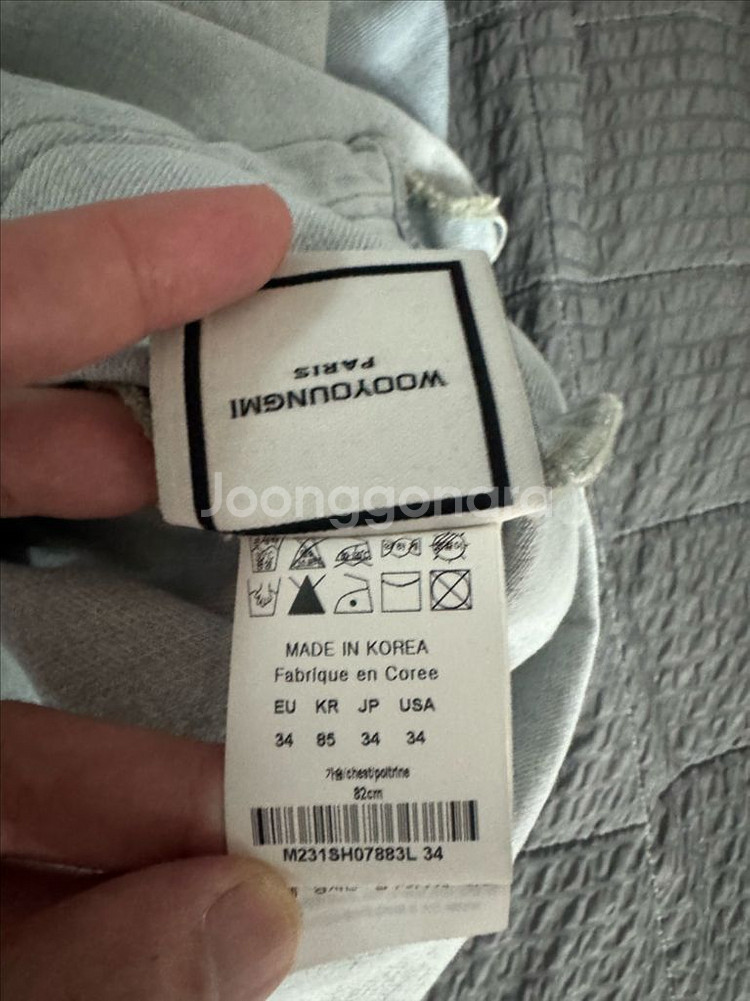 WOOYOUNGMI
PARIS
Joonggonara
MADE IN KOREA
Fabrique en Coree
EU KR JP USA
34 85 34 34
가슴/chest/poitrine
82cm
M231SH07883L 34